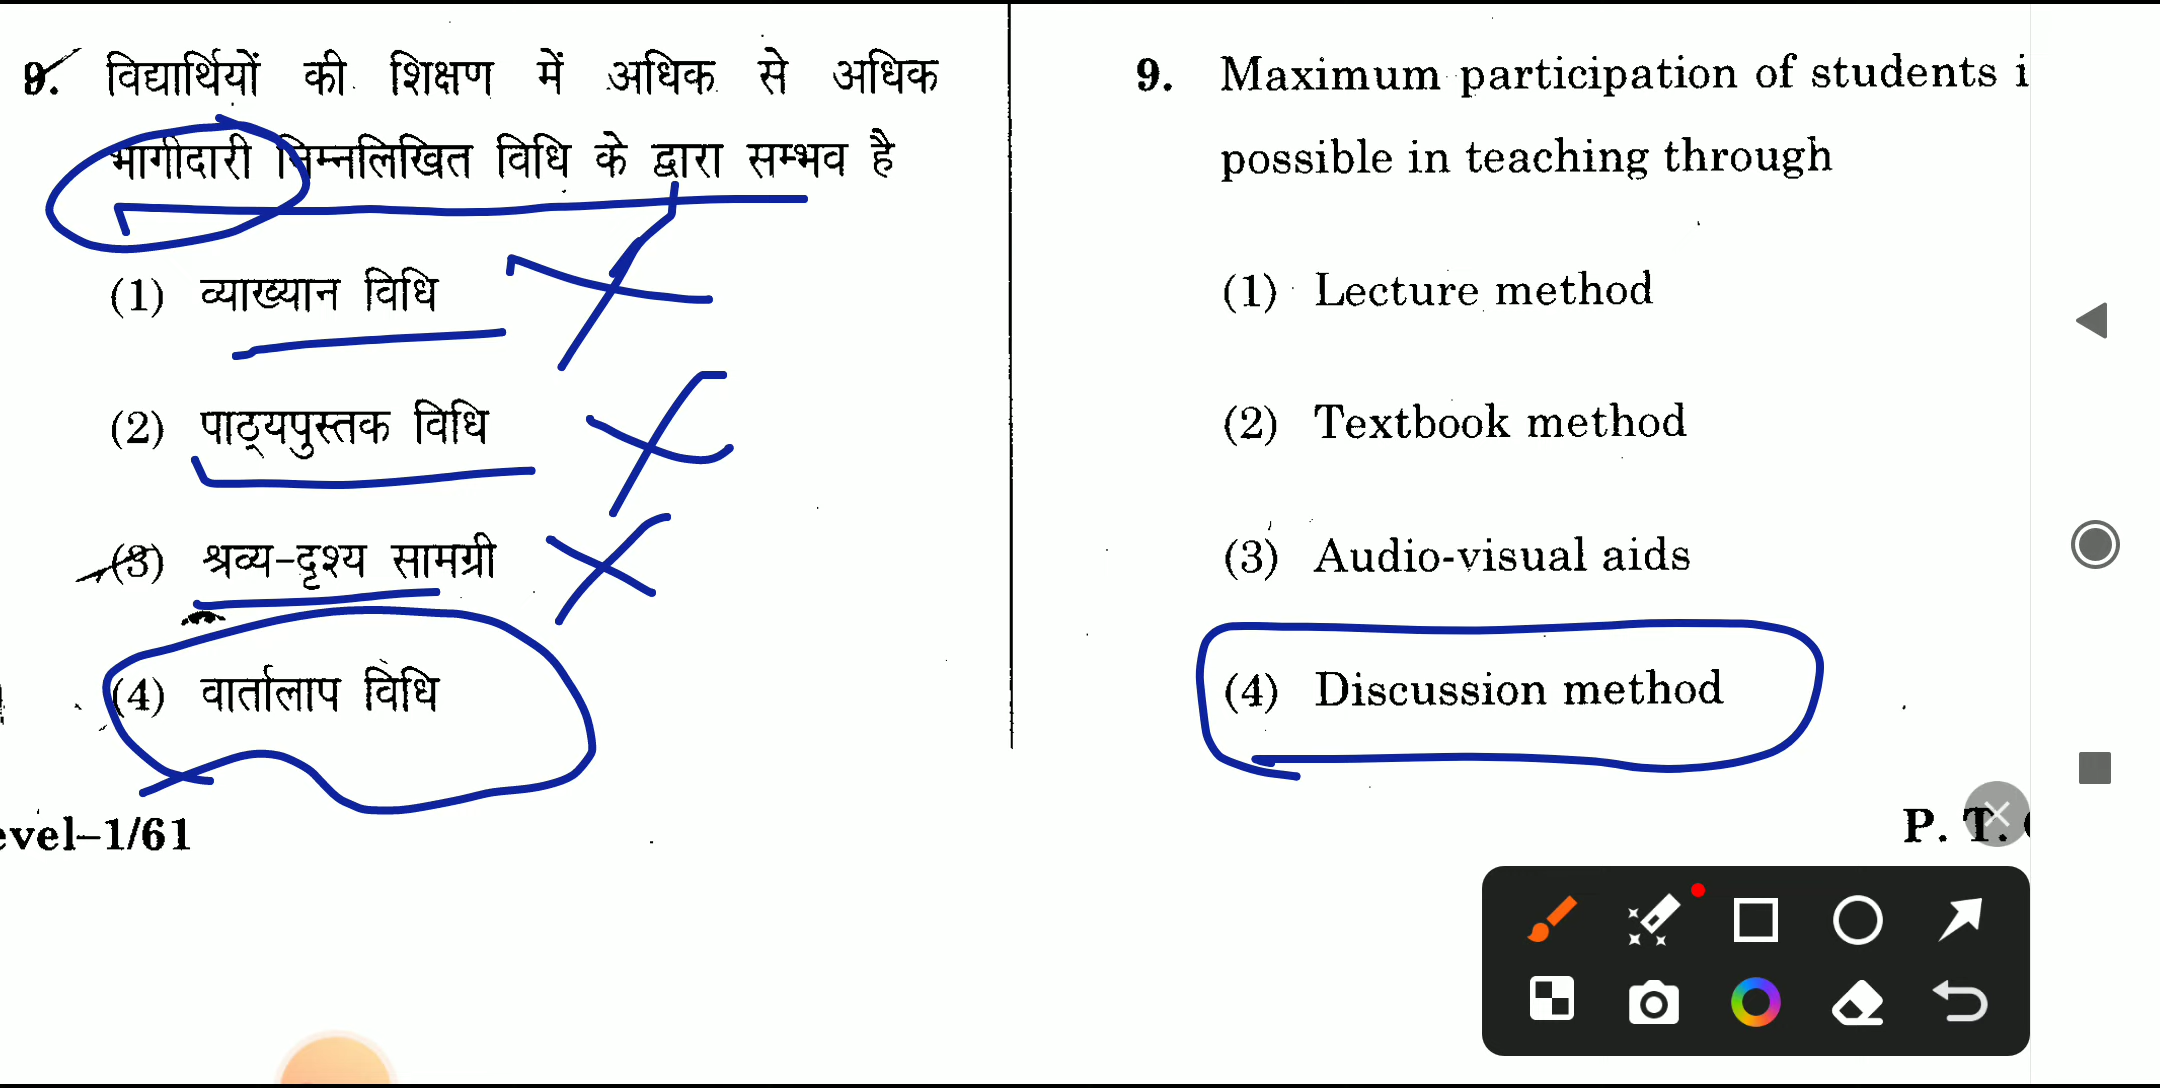 9. विद्यार्थियों की शिक्षण में अधिक से अधिक
भागीदारी निम्नलिखित विधि के द्वारा सम्भव है
(1) व्याख्यान विधि
(2) पाठ्यपुस्तक विधि
(3) श्रव्य-दृश्य सामग्री
(4) वार्तालाप विधि
evel-1/61
9. Maximum participation of students i
possible in teaching through
(1) Lecture method
(2) Textbook method
(3) Audio-visual aids
(4) Discussion method
P. T.